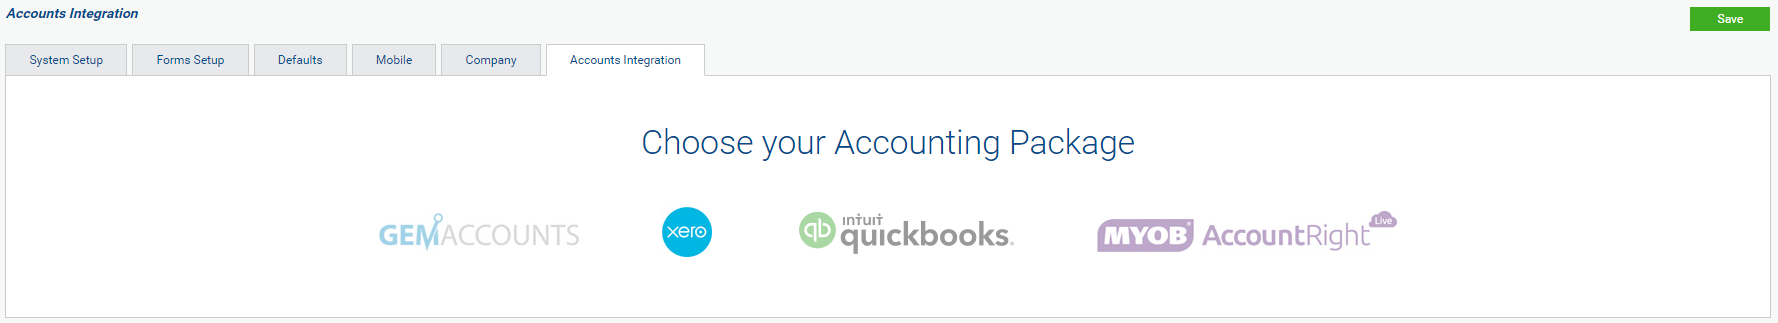 Accounts Integration
Save
System Setup Forms Setup Defaults Mobile Company Accounts Integration
Choose your Accounting Package
GEMACCOUNTS
xero
qb intuit quickbooks.
MYOB AccountRight Live